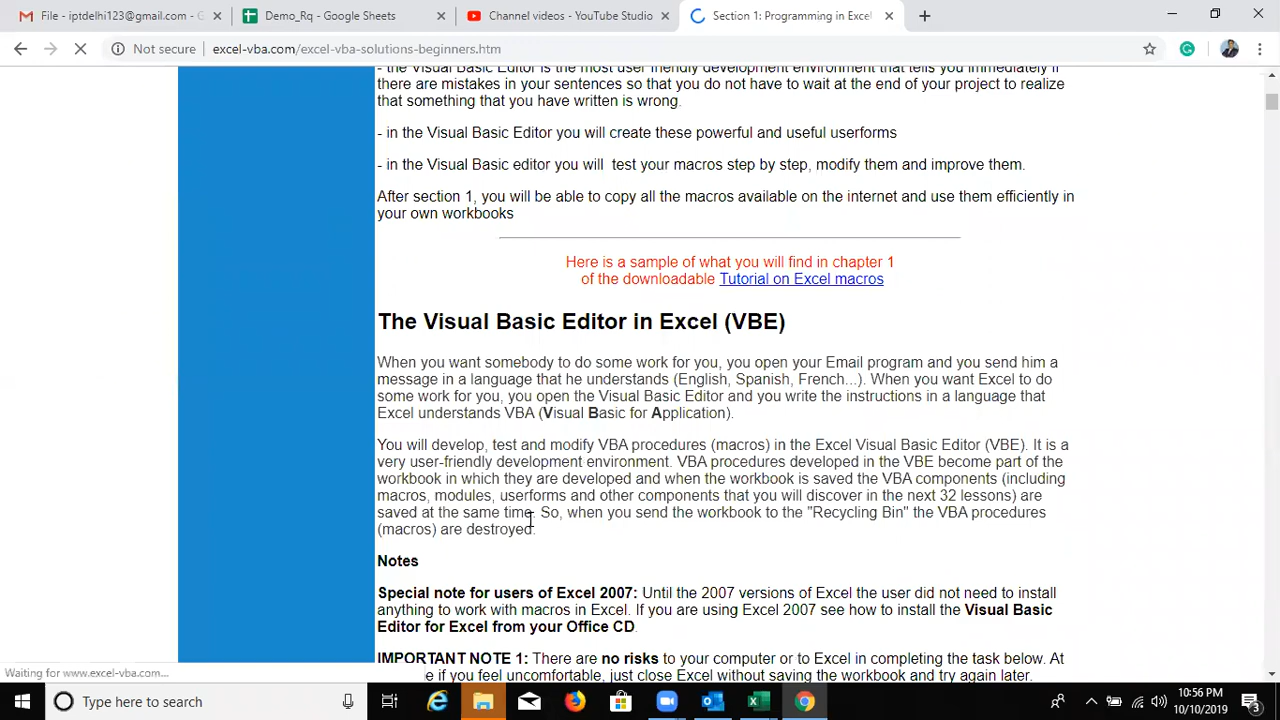 File - iptdelhi123@gmail.com - g
Demo_Rq - Google Sheets
Channel videos - YouTube Studio
Section 1: Programming in Excel
Not secure
excel-vba.com/excel-vba-solutions-beginners.htm
- the Visual Basic Editor is the most user friendly development environment that tells you immediately if
there are mistakes in your sentences so that you do not have to wait at the end of your project to realize
that something that you have written is wrong.
- in the Visual Basic Editor you will create these powerful and useful userforms
- in the Visual Basic editor you will test your macros step by step, modify them and improve them.
After section 1, you will be able to copy all the macros available on the internet and use them efficiently in
your own workbooks
Here is a sample of what you will find in chapter 1
of the downloadable Tutorial on Excel macros
The Visual Basic Editor in Excel (VBE)
When you want somebody to do some work for you, you open your Email program and you send him a
message in a language that he understands (English, Spanish, French...). When you want Excel to do
some work for you, you open the Visual Basic Editor and you write the instructions in a language that
Excel understands VBA (Visual Basic for Application).
You will develop, test and modify VBA procedures (macros) in the Excel Visual Basic Editor (VBE). It is a
very user-friendly development environment. VBA procedures developed in the VBE become part of the
workbook in which they are developed and when the workbook is saved the VBA components (including
macros, modules, userforms and other components that you will discover in the next 32 lessons) are
saved at the same time. So, when you send the workbook to the "Recycling Bin" the VBA procedures
(macros) are destroyed.
Notes
Special note for users of Excel 2007: Until the 2007 versions of Excel the user did not need to install
anything to work with macros in Excel. If you are using Excel 2007 see how to install the Visual Basic
Editor for Excel from your Office CD.
IMPORTANT NOTE 1: There are no risks to your computer or to Excel in completing the task below. At
e if you feel uncomfortable, just close Excel without saving the workbook and try again later.
Waiting for www.excel-vba.com...
Type here to search
10:56 PM
10/10/2019
3